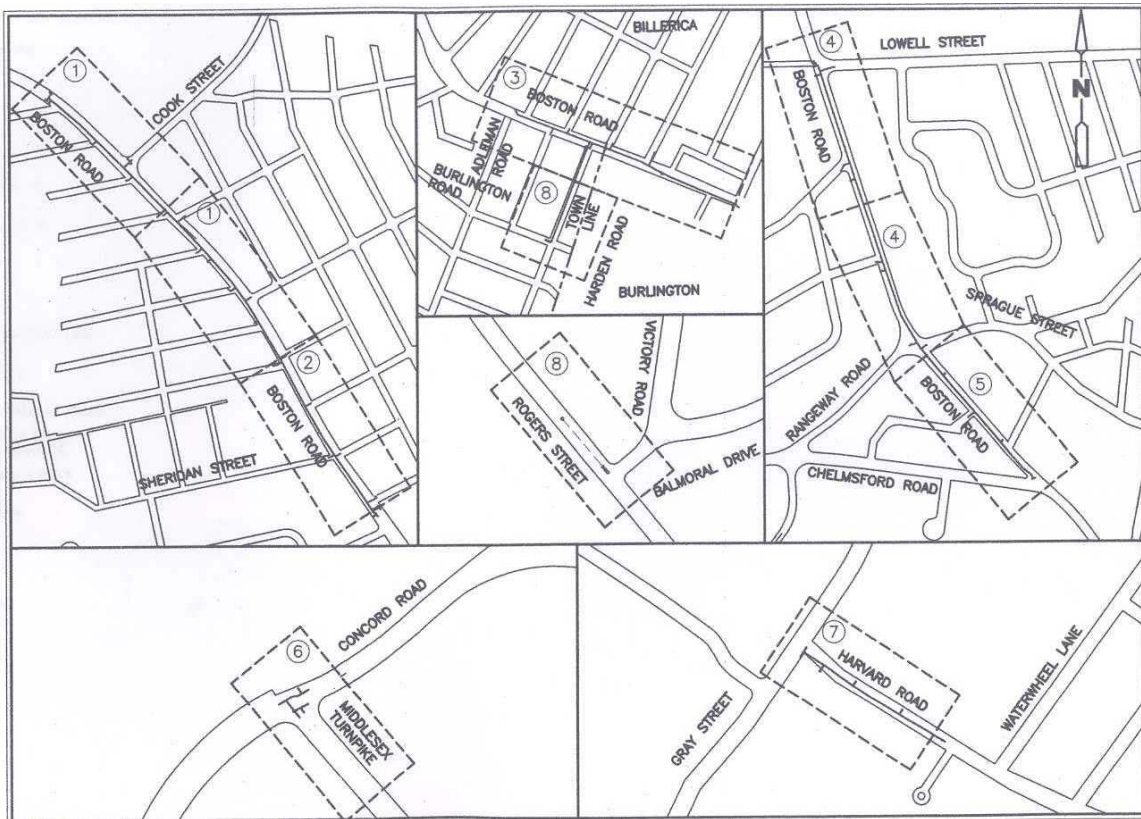 ①
BOSTON ROAD
COOK STREET
①
②
BOSTON ROAD
SHERIDAN STREET
BILLERICA
③
BOSTON ROAD
ADLEMAN
ROAD
BURLINGTON
ROAD
⑧
TOWN
LINE
HARDEN ROAD
BURLINGTON
⑧
VICTORY ROAD
ROGERS STREET
BALMORAL DRIVE
④
LOWELL STREET
N
BOSTON ROAD
④
SPRAGUE STREET
RANGEWAY ROAD
⑤
BOSTON ROAD
CHELMSFORD ROAD
⑥
CONCORD ROAD
MIDDLESEX
TURNPIKE
⑦
HARVARD ROAD
GRAY STREET
WATERWHEEL LANE